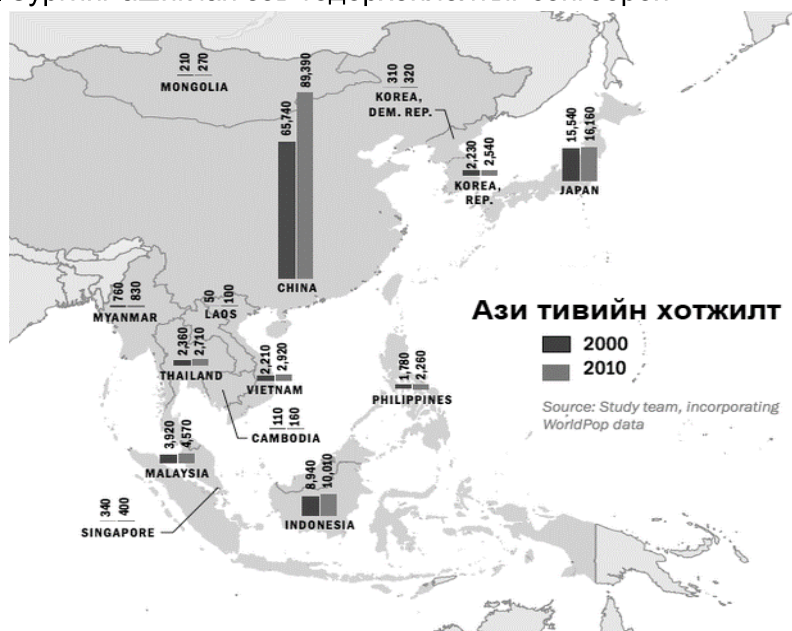 210
270
MONGOLIA
65,740
89,390
CHINA
310
320
KOREA,
DEM. REP.
2,230
2,540
KOREA,
REP.
15,540
16,160
JAPAN
760
830
MYANMAR
50
100
LAOS
2,360
2,710
THAILAND
2,210
2,920
VIETNAM
110
160
CAMBODIA
1,780
2,260
PHILIPPINES
3,920
4,570
MALAYSIA
340
400
SINGAPORE
8,940
10,010
INDONESIA
Ази тивийн хотжилт
2000
2010
Source: Study team, incorporating
WorldPop data